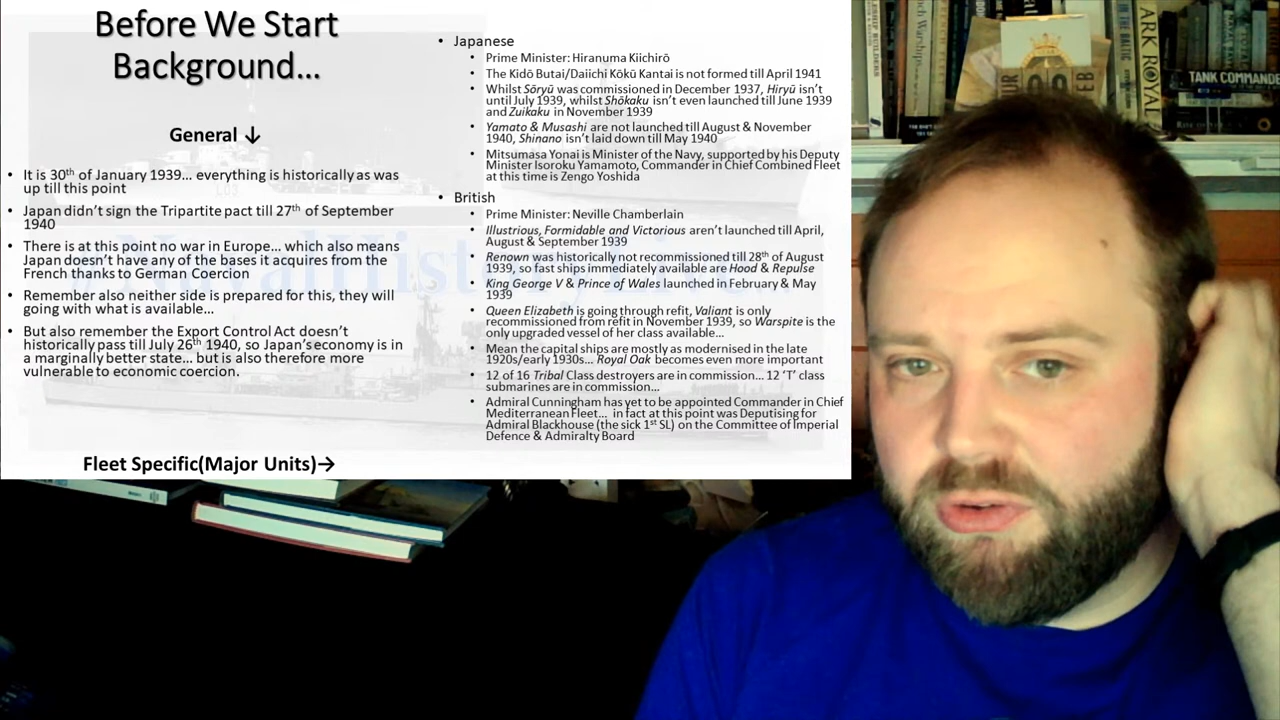 Before We Start
Background...
General ↓
• It is 30th of January 1939... everything is historically as was
up till this point
• Japan didn't sign the Tripartite pact till 27th of September
1940
• There is at this point no war in Europe... which also means
Japan doesn't have any of the bases it acquires from the
French thanks to German Coercion
• Remember also neither side is prepared for this, they will
going with what is available...
• But also remember the Export Control Act doesn't
historically pass till July 26th 1940, so Japan's economy is in
a marginally better state... but is also therefore more
vulnerable to economic coercion.
Fleet Specific(Major Units)→
• Japanese
• Prime Minister: Hiranuma Kiichirō
• The Kidō Butai/Daiichi Kōkū Kantai is not formed till April 1941
• Whilst Sōryū was commissioned in December 1937, Hiryū isn't
until July 1939, whilst Shōkaku isn't even launched till June 1939
and Zuikaku in November 1939
• Yamato & Musashi are not launched till August & November
1940, Shinano isn't laid down till May 1940
• Mitsumasa Yonai is Minister of the Navy, supported by his Deputy
Minister Isoroku Yamamoto, Commander in Chief Combined Fleet
at this time is Zengo Yoshida
• British
• Prime Minister: Neville Chamberlain
• Illustrious, Formidable and Victorious aren't launched till April,
August & September 1939
• Renown was historically not recommissioned till 28th of August
1939, so fast ships immediately available are Hood & Repulse
• King George V & Prince of Wales launched in February & May
1939
• Queen Elizabeth is going through refit, Valiant is only
recommissioned from refit in November 1939, so Warspite is the
only upgraded vessel of her class available...
• Mean the capital ships are mostly as modernised in the late
1920s/early 1930s... Royal Oak becomes even more important
• 12 of 16 Tribal Class destroyers are in commission... 12 'T' class
submarines are in commission...
• Admiral Cunningham has yet to be appointed Commander in Chief
Mediterranean Fleet... in fact at this point was Deputising for
Admiral Blackhouse (the sick 1st SL) on the Committee of Imperial
Defence & Admiralty Board
IN THE BALTIC
ARK ROYAL
TANK COMMANDE